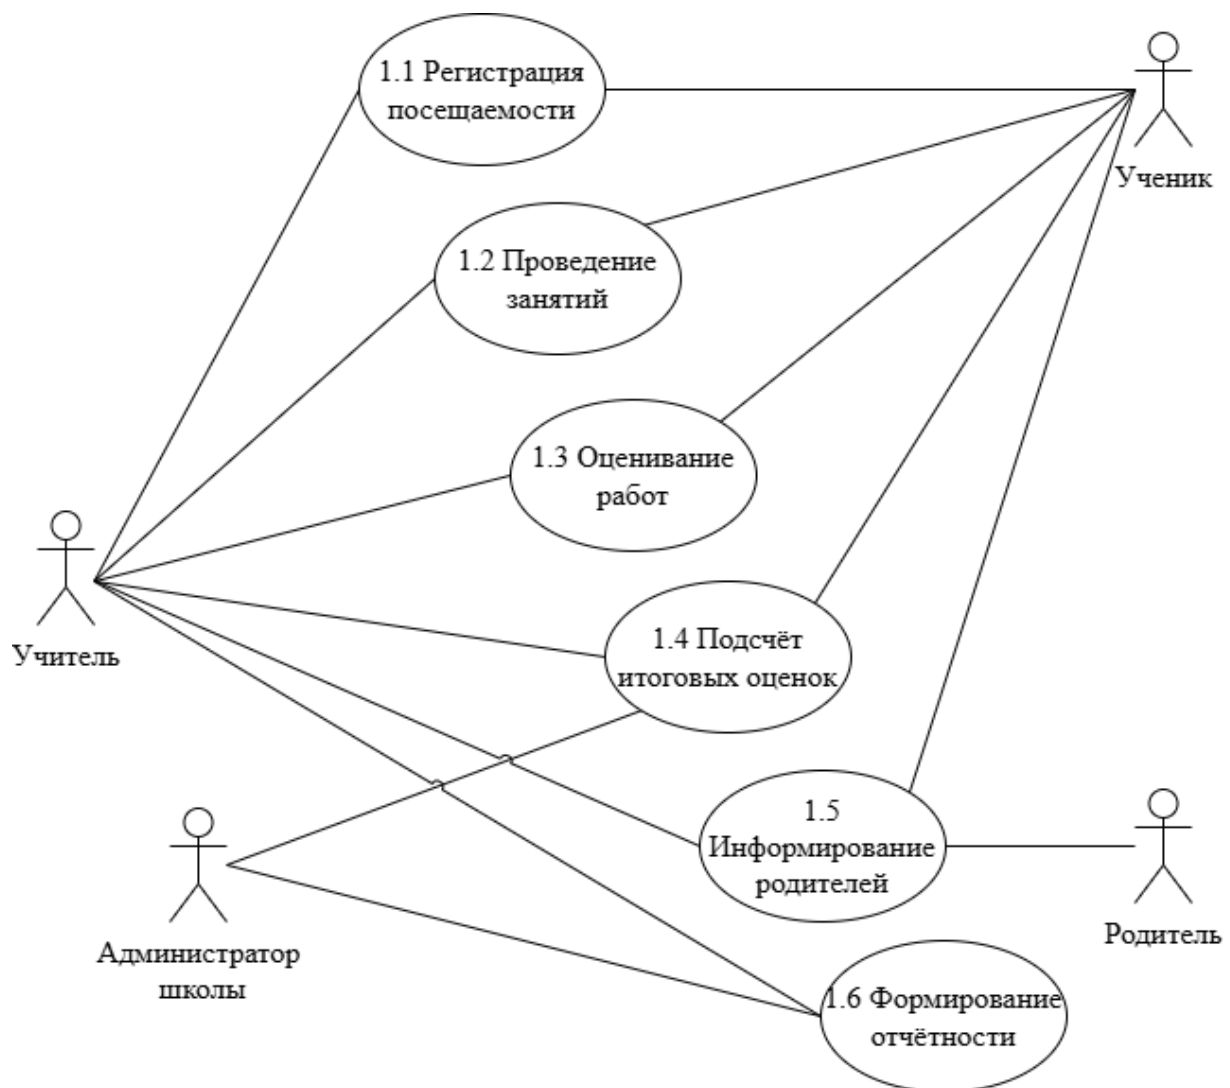 1.1 Регистрация
посещаемости
Ученик
1.2 Проведение
занятий
1.3 Оценивание
работ
Учитель
1.4 Подсчёт
итоговых оценок
1.5
Информирование
родителей
Родитель
Администратор
школы
1.6 Формирование
отчётности